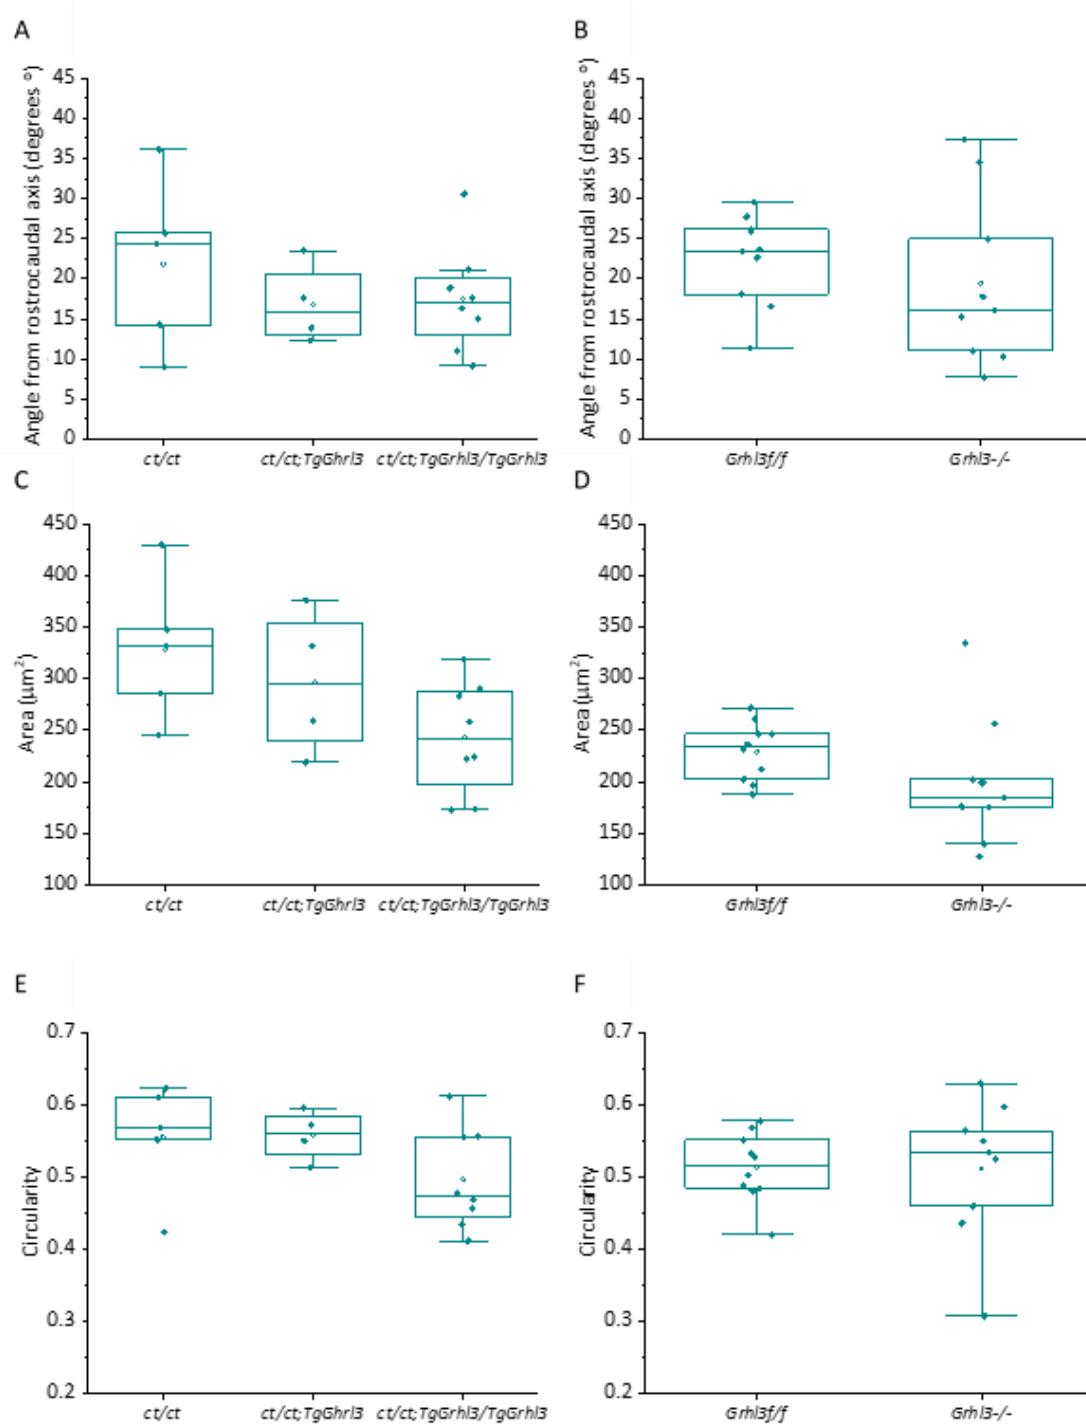 A
B
Angle from rostrocaudal axis (degrees °)
45
40
35
30
25
20
15
10
5
0
ct/ct
ct/ct;TgGhrl3
ct/ct;TgGrhl3/TgGrhl3
Angle from rostrocaudal axis (degrees °)
45
40
35
30
25
20
15
10
5
0
Grhl3f/f
Grhl3-/-
C
D
Area (μm²)
450
400
350
300
250
200
150
100
ct/ct
ct/ct;TgGhrl3
ct/ct;TgGrhl3/TgGrhl3
Area (μm²)
450
400
350
300
250
200
150
100
Grhl3f/f
Grhl3-/-
E
F
Circularity
0.7
0.6
0.5
0.4
0.3
0.2
ct/ct
ct/ct;TgGhrl3
ct/ct;TgGrhl3/TgGrhl3
Circularity
0.7
0.6
0.5
0.4
0.3
0.2
Grhl3f/f
Grhl3-/-